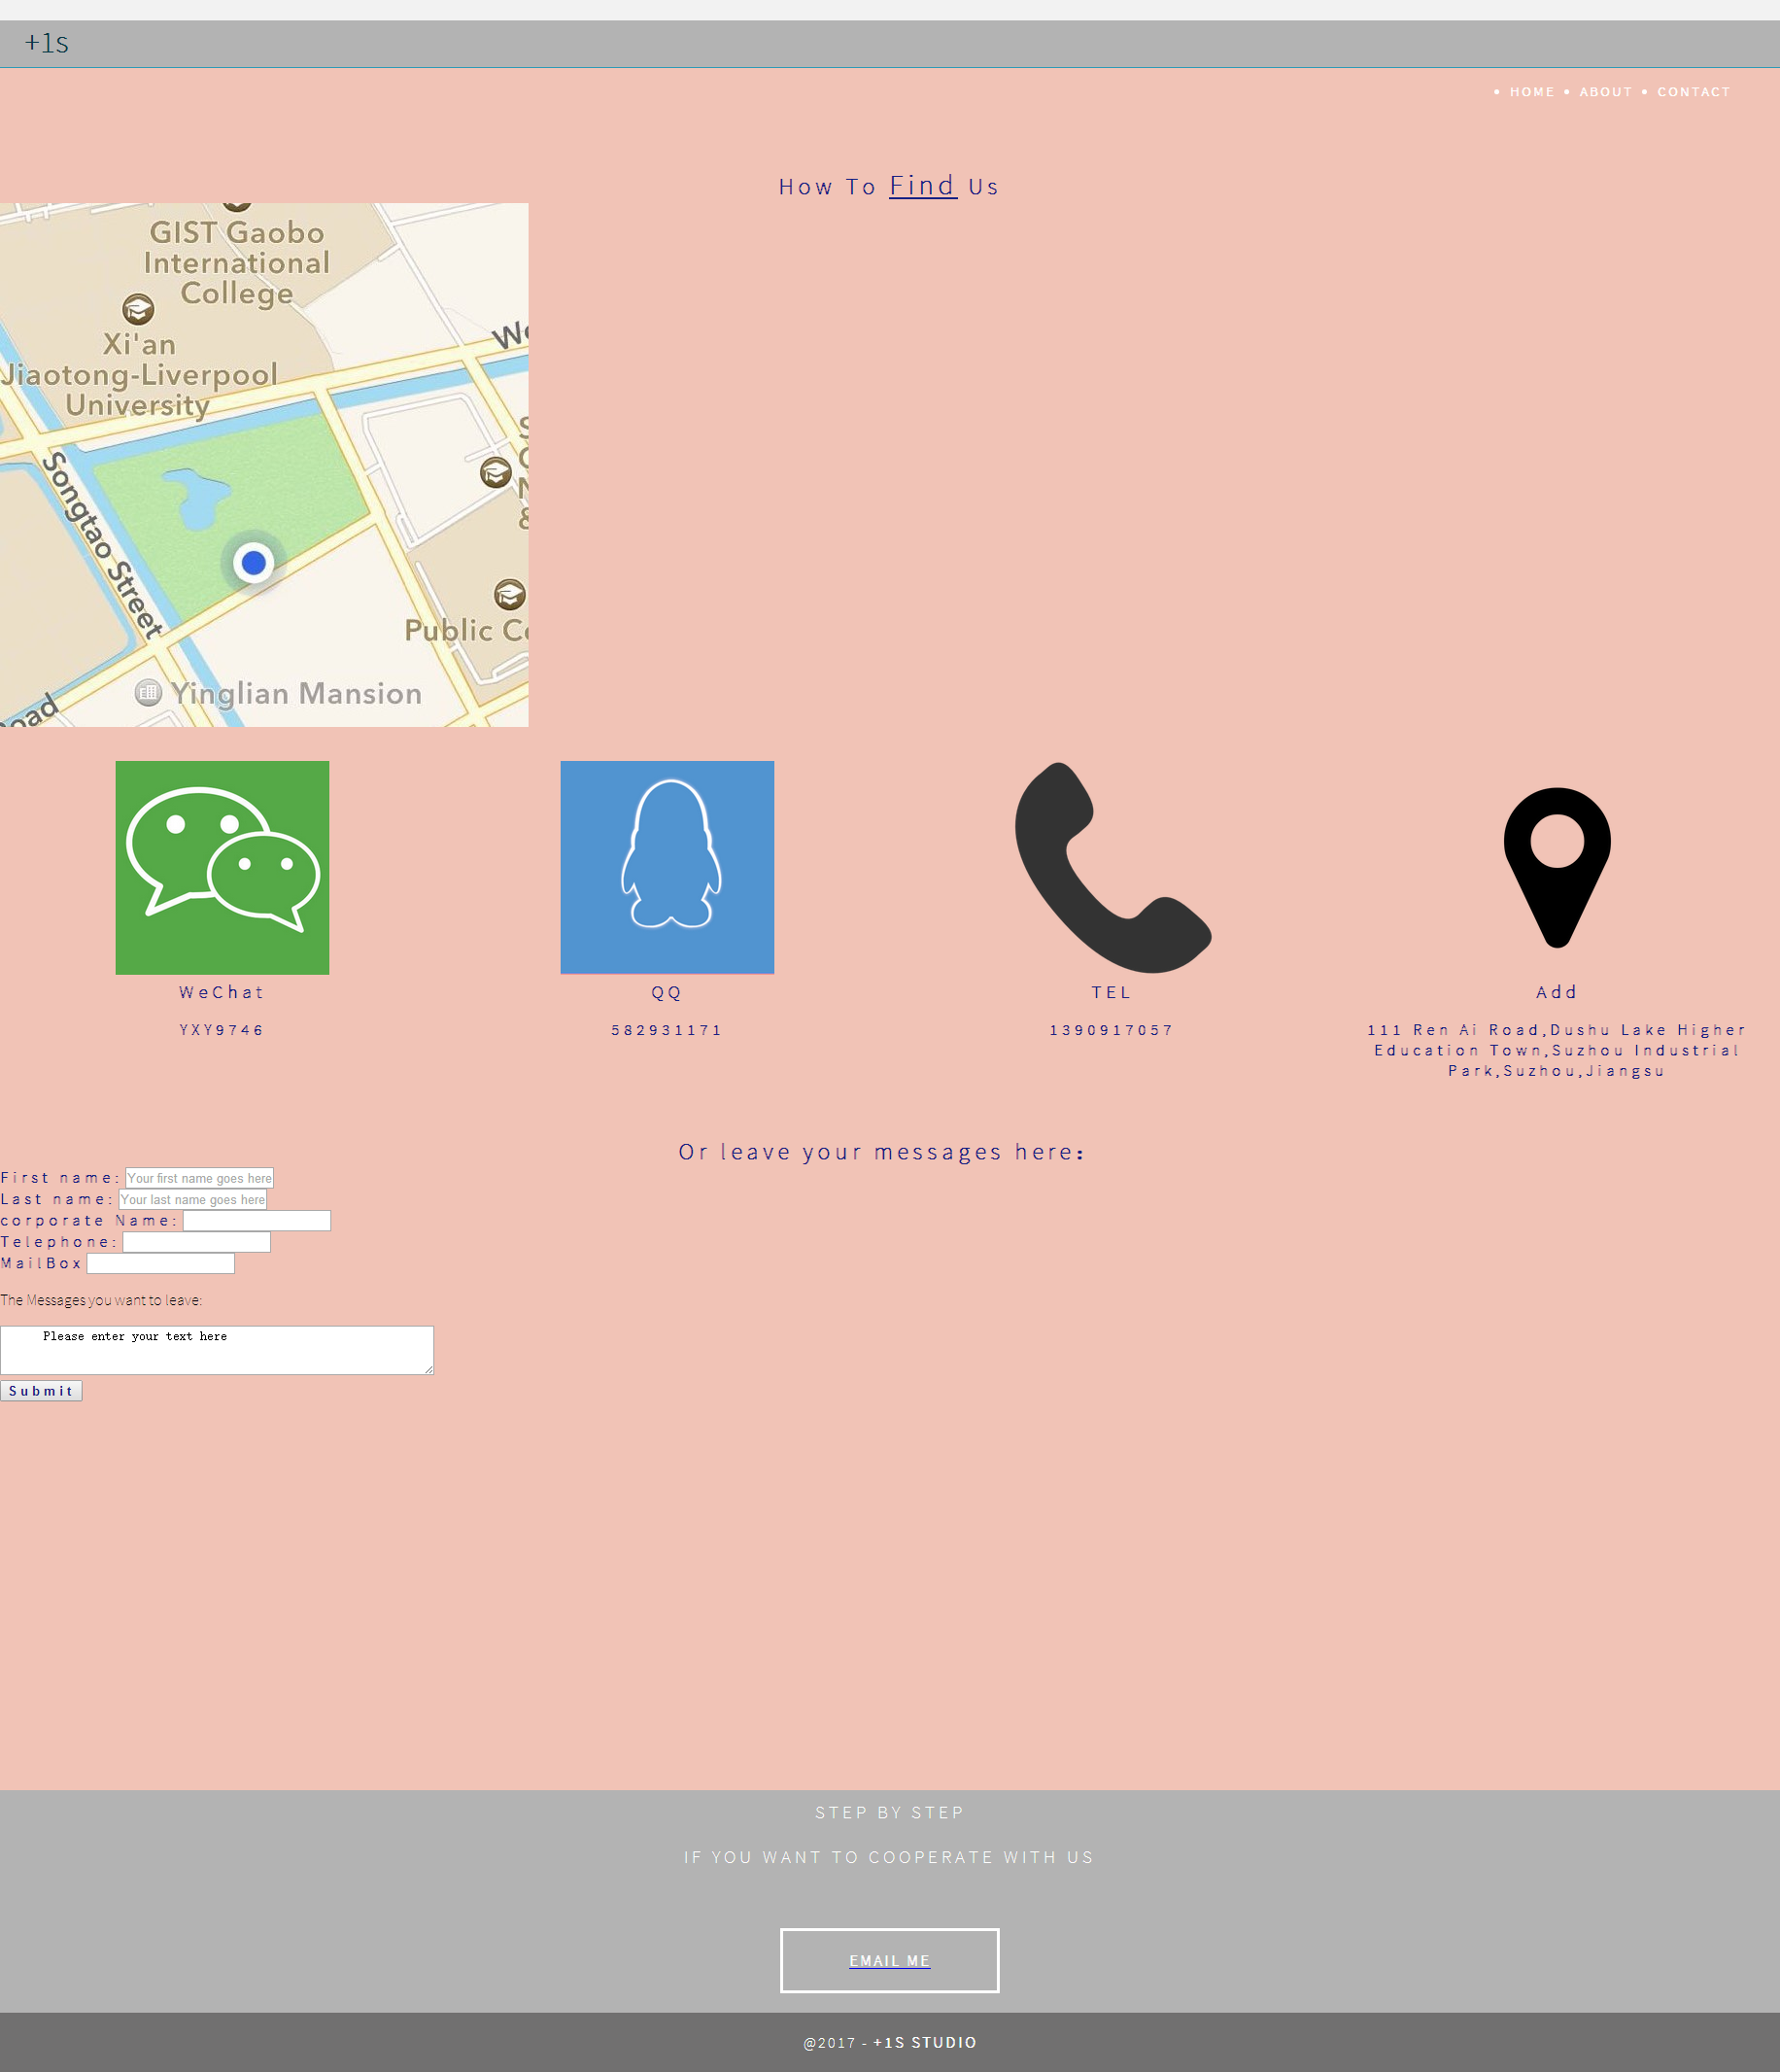 +1s
• HOME • ABOUT • CONTACT
How To Find Us
GIST Gaobo
International
College
Xi'an
Jiaotong-Liverpool
University
Songtao Street
Public
Yinglian Mansion
WeChat
YXY9746
QQ
582931171
TEL
1390917057
Add
111 Ren Ai Road,Dushu Lake Higher
Education Town,Suzhou Industrial
Park,Suzhou,Jiangsu
Or leave your messages here：
First name: Your first name goes here
Last name: Your last name goes here
corporate Name:
Telephone:
MailBox
The Messages you want to leave:
Please enter your text here
Submit
STEP BY STEP
IF YOU WANT TO COOPERATE WITH US
EMAIL ME
@2017 - +1S STUDIO